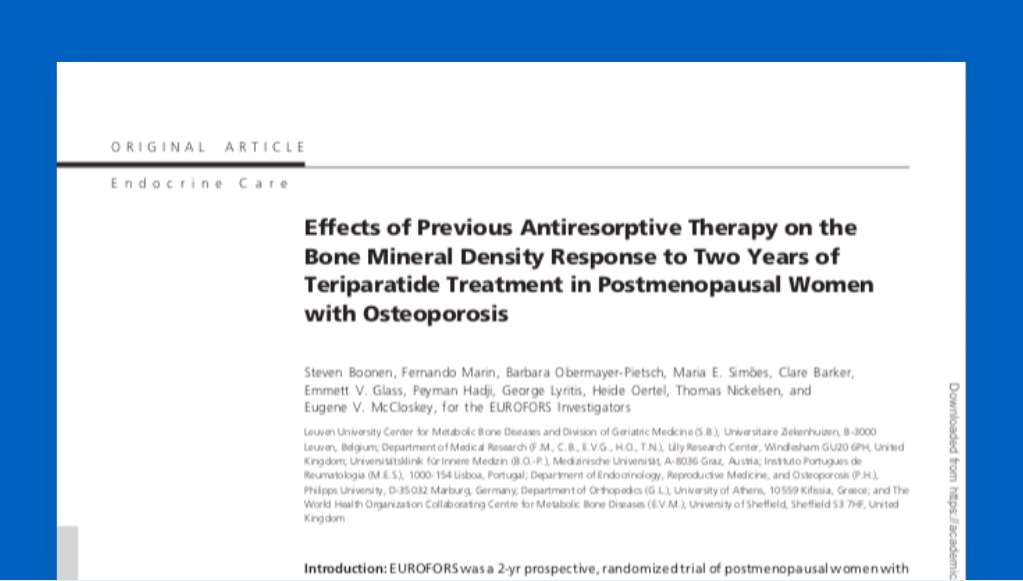 ORIGINAL ARTICLE
Endocrine Care
Effects of Previous Antiresorptive Therapy on the
Bone Mineral Density Response to Two Years of
Teriparatide Treatment in Postmenopausal Women
with Osteoporosis
Steven Boonen, Fernando Marin, Barbara Obermayer-Pietsch, Maria E. Simões, Clare Barker,
Emmett V. Glass, Peyman Hadji, George Lyritis, Heide Oertel, Thomas Nickelsen, and
Eugene V. McCloskey, for the EUROFORS Investigators
Leuven University Center for Metabolic Bone Diseases and Division of Geriatric Medicine (S.B.), Universitaire Ziekenhuizen, B-3000
Leuven, Belgium; Department of Medical Research (F.M., C.B., E.V.G., H.O., T.N.), Lilly Research Center, Windlesham GU20 6PH, United
Kingdom; Universitätsklinik für Innere Medizin (B.O.-P.), Medizinische Universität, A-8036 Graz, Austria; Instituto Portugues de
Reumatologia (M.E.S.), 1000-154 Lisboa, Portugal; Department of Endocrinology, Reproductive Medicine, and Osteoporosis (P.H.),
Philipps University, D-35032 Marburg, Germany; Department of Orthopedics (G.L.), University of Athens, 10559 Kifissia, Greece; and The
World Health Organization Collaborating Centre for Metabolic Bone Diseases (E.V.M.), University of Sheffield, Sheffield S3 7HF, United
Kingdom
Introduction: EUROFORS was a 2-yr prospective, randomized trial of postmenopausal women with
Downloaded from https://academic